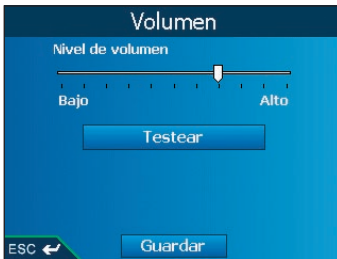 Volumen
Nivel de volumen
Bajo Alto
Testear
ESC Guardar